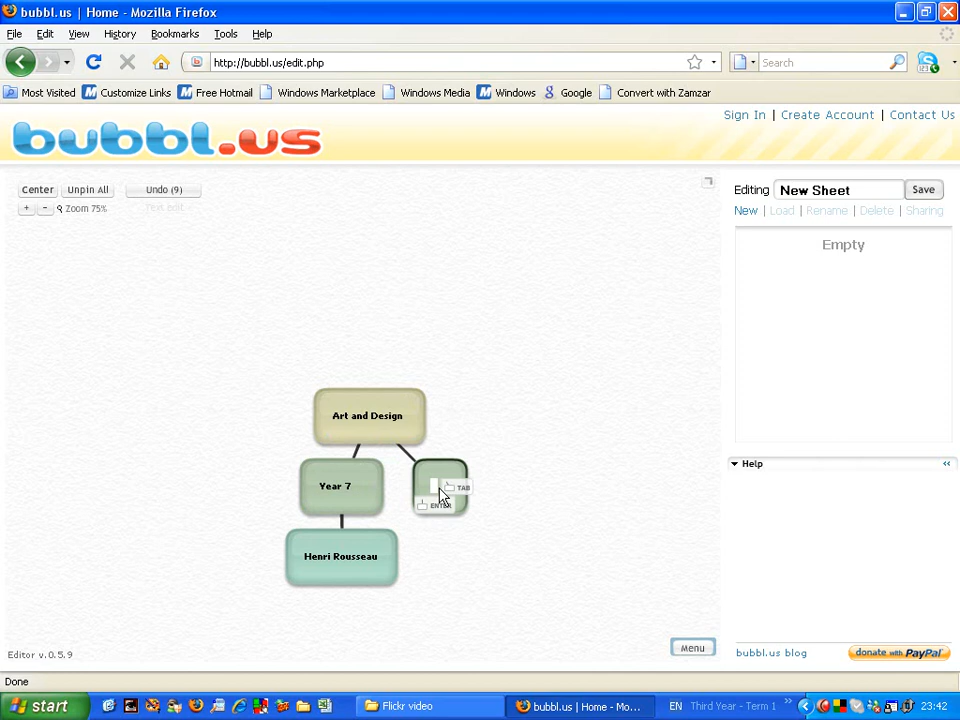 bubbl.us | Home - Mozilla Firefox
File Edit View History Bookmarks Tools Help
http://bubbl.us/edit.php
Search
Most Visited Customize Links Free Hotmail Windows Marketplace Windows Media Windows Google Convert with Zamzar
Sign In | Create Account | Contact Us
bubbl.us
Center Unpin All Undo (9)
+ - Zoom 75% Text edit
Editing New Sheet Save
New | Load | Rename | Delete | Sharing
Empty
Art and Design
Year 7
TAB
ENTER
Henri Rousseau
Help
Menu
Editor v.0.5.9
bubbl.us blog
donate with PayPal
Done
start Flickr video bubbl.us | Home - Mo... EN Third Year - Term 1 23:42